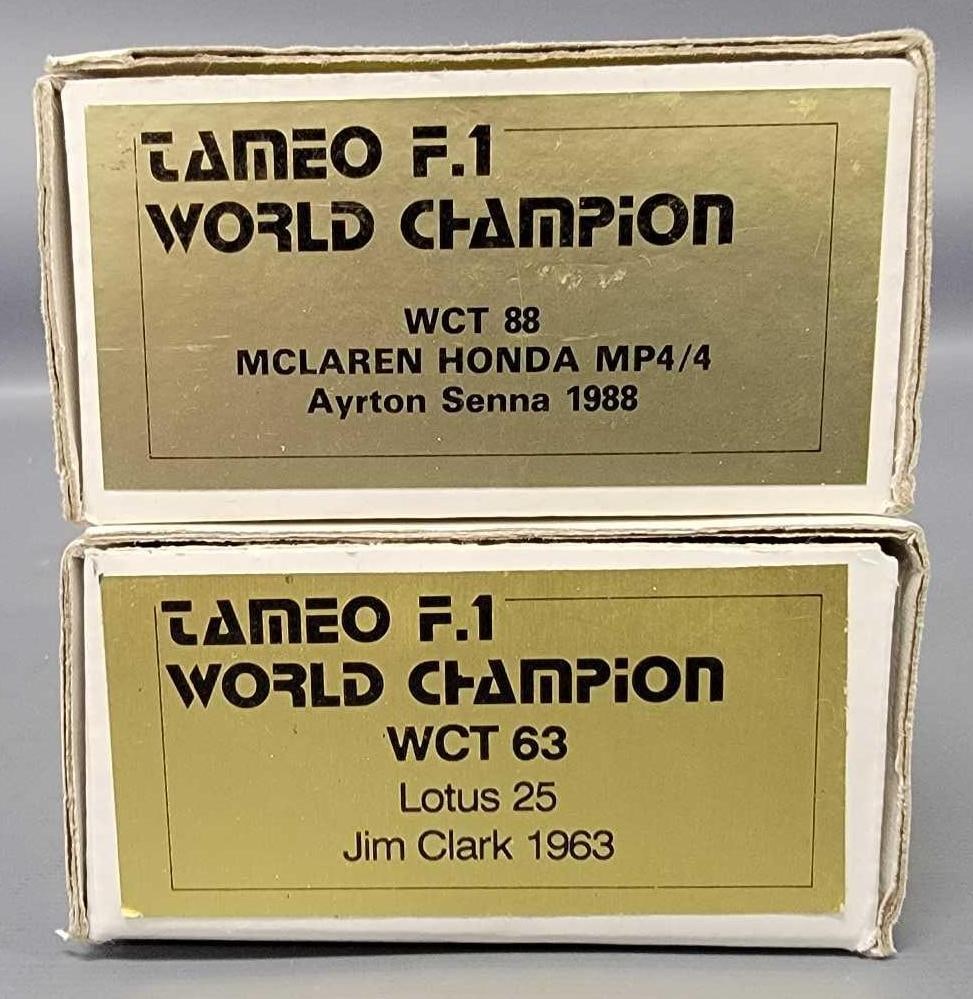 TAMEO F.1
WORLD CHAMPiON
WCT 88
MCLAREN HONDA MP4/4
Ayrton Senna 1988
TAMEO F.1
WORLD CHAMPiON
WCT 63
Lotus 25
Jim Clark 1963